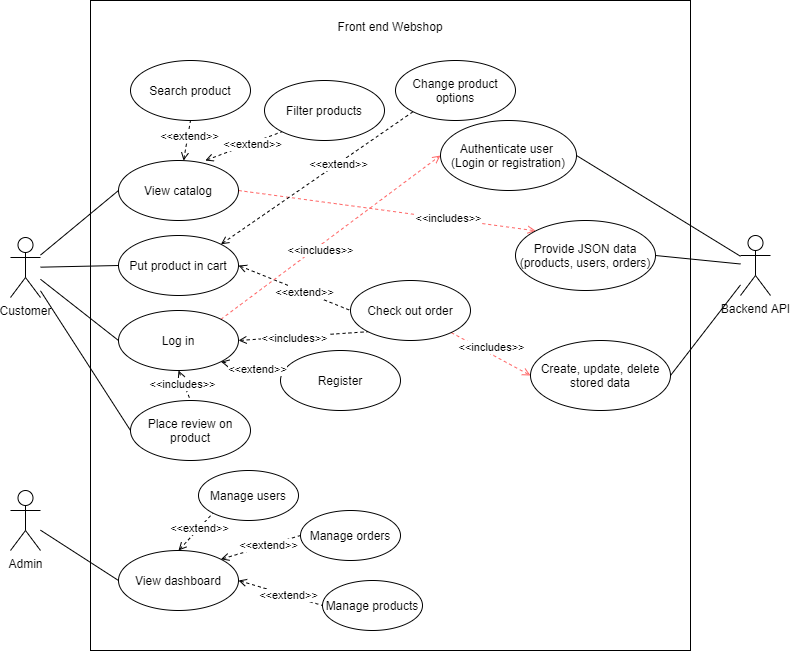 Front end Webshop
Search product
Filter products
Change product
options
<<extend>>
<<extend>>
<<extend>>
Authenticate user
(Login or registration)
View catalog
<<includes>>
Provide JSON data
(products, users, orders)
<<includes>>
Put product in cart
<<extend>>
Customer
Backend API
Check out order
Log in
<<includes>>
<<includes>>
<<extend>>
Register
Create, update, delete
stored data
<<includes>>
Place review on
product
Manage users
<<extend>>
Manage orders
<<extend>>
Admin
View dashboard
<<extend>>
Manage products